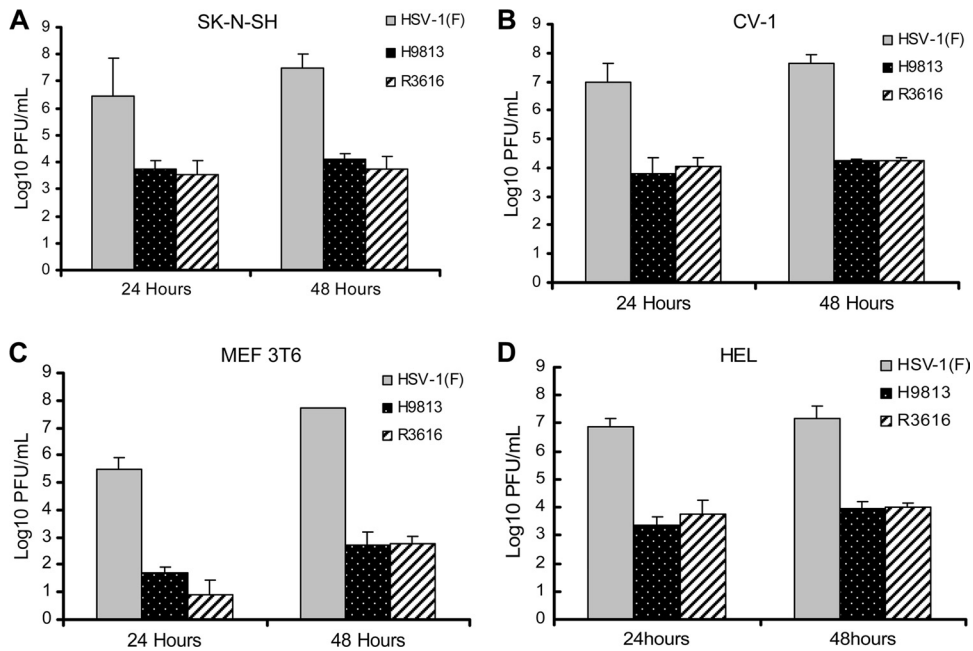 A
SK-N-SH
Log10 PFU/mL
9
8
7
6
5
4
3
2
1
0
HSV-1(F)
H9813
R3616
24 Hours 48 Hours
B
CV-1
Log10 PFU/mL
9
8
7
6
5
4
3
2
1
0
HSV-1(F)
H9813
R3616
24 Hours 48 Hours
C
MEF 3T6
Log10 PFU/mL
9
8
7
6
5
4
3
2
1
0
HSV-1(F)
H9813
R3616
24 Hours 48 Hours
D
HEL
Log10 PFU/mL
9
8
7
6
5
4
3
2
1
0
HSV-1(F)
H9813
R3616
24hours 48hours